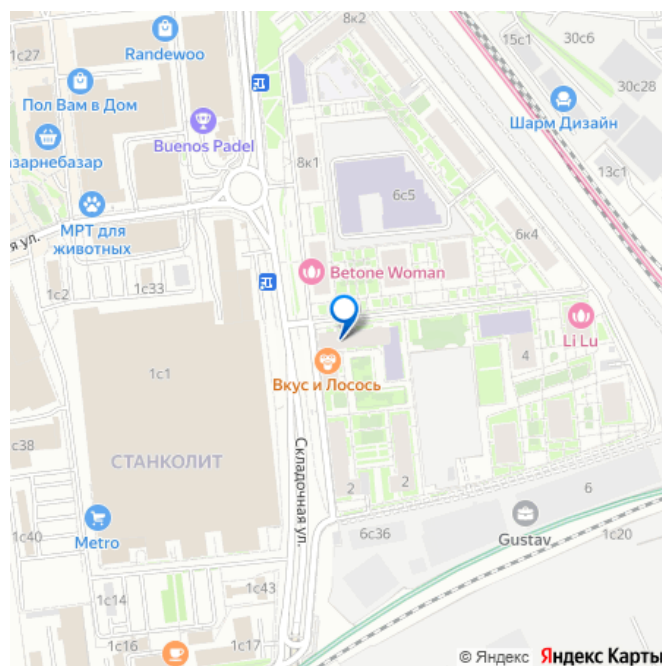 8к2
1с27
Randewoo
15с1
30с6
30с28
Пол Вам в Дом
Шарм Дизайн
Buenos Padel
азарнебазар
8к1
13с1
6с5
МРТ для
животных
я ул.
6к4
Betone Woman
1с2
1с33
Li Lu
4
1с1
Вкус и Лосось
с38
СТАНКОЛИТ
Складочная ул.
2
2
6
Metro
Gustav
1с40
6с36
1с20
1с14
1с43
1с16
1с17
© Яндекс Яндекс Карты